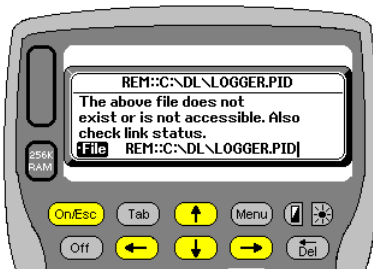 REM::C:\DL\LOGGER.PID
The above file does not
exist or is not accessible. Also
check link status.
File REM::C:\DL\LOGGER.PID
256K
RAM
On/Esc Tab Menu
Off Del